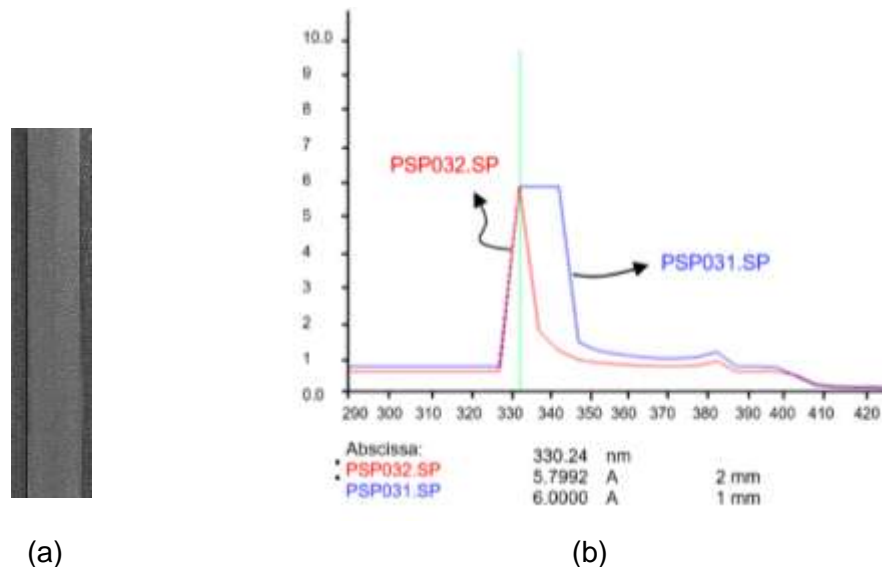 10.0
9
8
7
6
5
4
3
2
1
0.0
PSP032.SP
PSP031.SP
290 300 310 320 330 340 350 360 370 380 390 400 410 420
Abscissa: 330.24 nm
PSP032.SP 5.7992 A 2 mm
PSP031.SP 6.0000 A 1 mm
(a) (b)